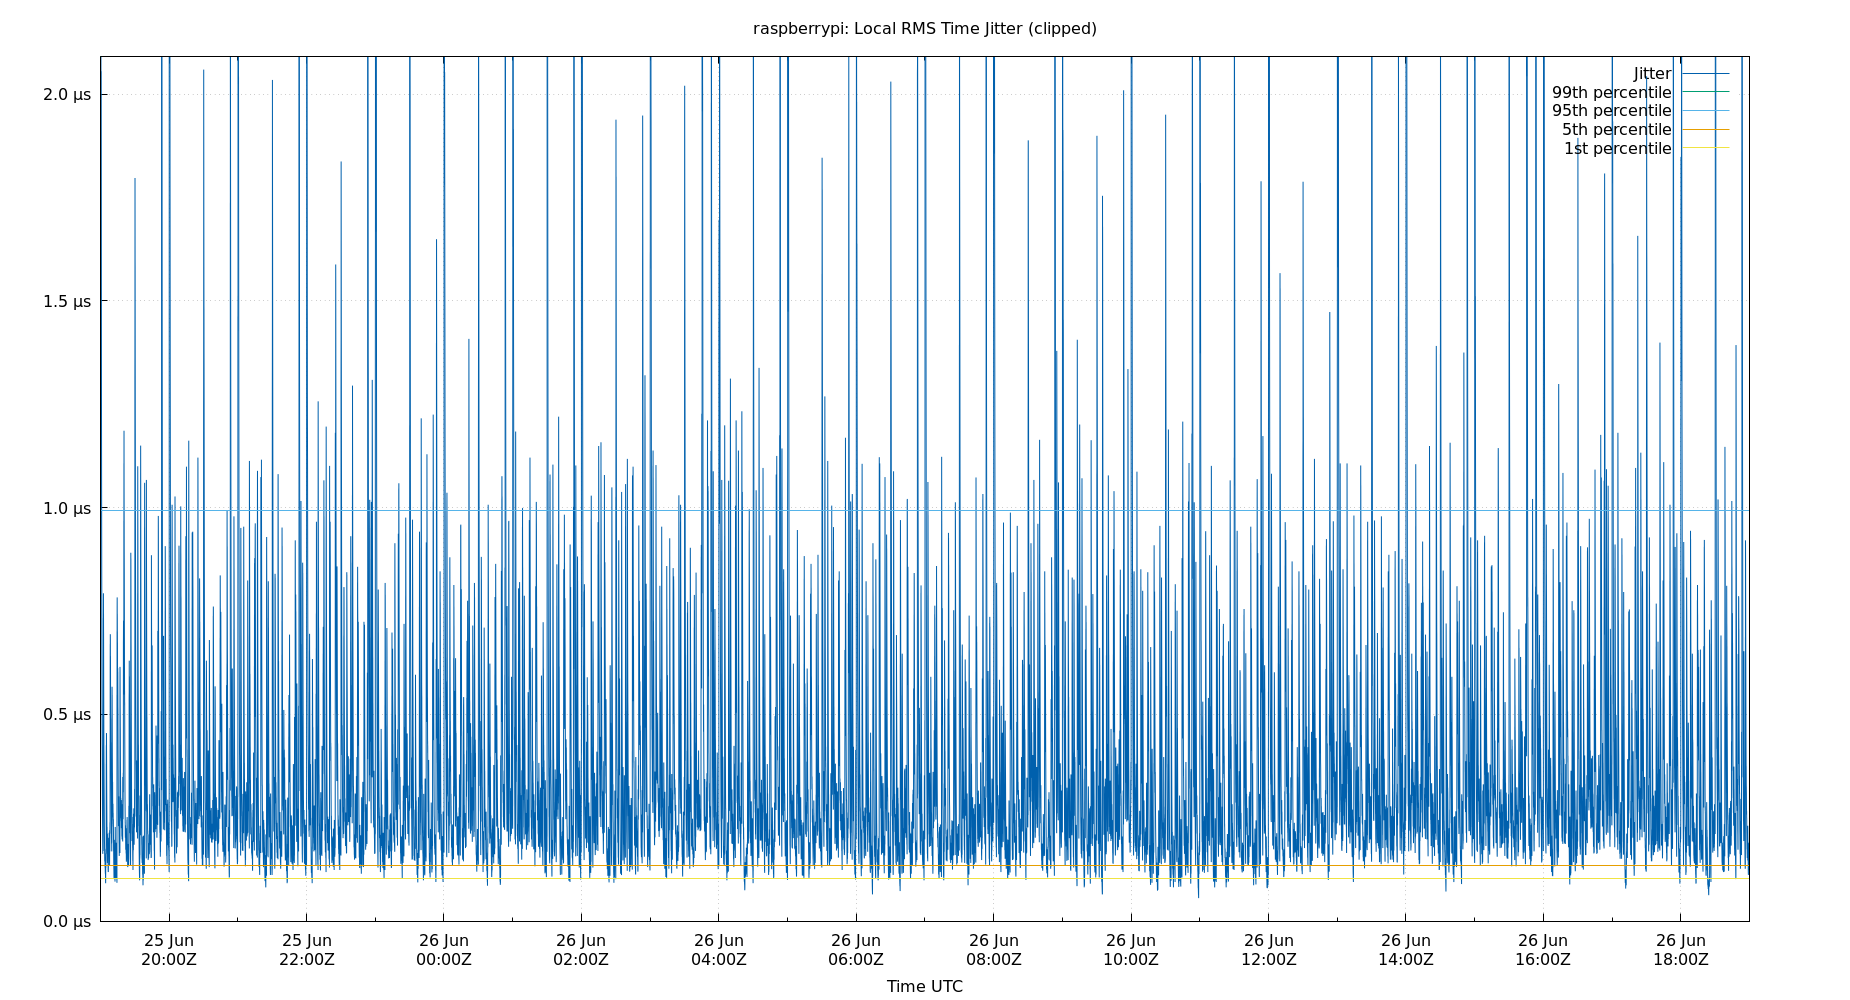 raspberrypi: Local RMS Time Jitter (clipped)
2.0 µs
1.5 µs
1.0 µs
0.5 µs
0.0 µs
Jitter
99th percentile
95th percentile
5th percentile
1st percentile
25 Jun 25 Jun 26 Jun 26 Jun 26 Jun 26 Jun 26 Jun 26 Jun 26 Jun 26 Jun 26 Jun 26 Jun
20:00Z 22:00Z 00:00Z 02:00Z 04:00Z 06:00Z 08:00Z 10:00Z 12:00Z 14:00Z 16:00Z 18:00Z
Time UTC